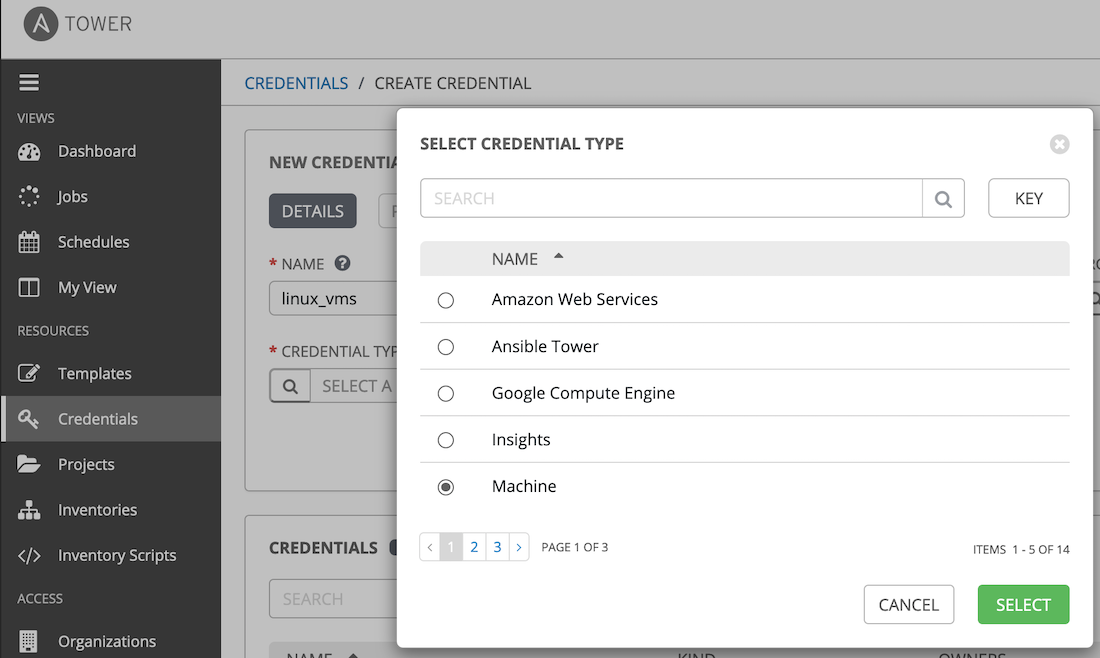 TOWER
VIEWS
Dashboard
Jobs
Schedules
My View
RESOURCES
Templates
Credentials
Projects
Inventories
Inventory Scripts
ACCESS
Organizations
CREDENTIALS / CREATE CREDENTIAL
NEW CREDENTIA
DETAILS
* NAME
linux_vms
* CREDENTIAL TYP
SELECT A
CREDENTIALS
SEARCH
NAME
KIND
OWNERS
SELECT CREDENTIAL TYPE
SEARCH
KEY
NAME
Amazon Web Services
Ansible Tower
Google Compute Engine
Insights
Machine
1 2 3 PAGE 1 OF 3
ITEMS 1 - 5 OF 14
CANCEL
SELECT